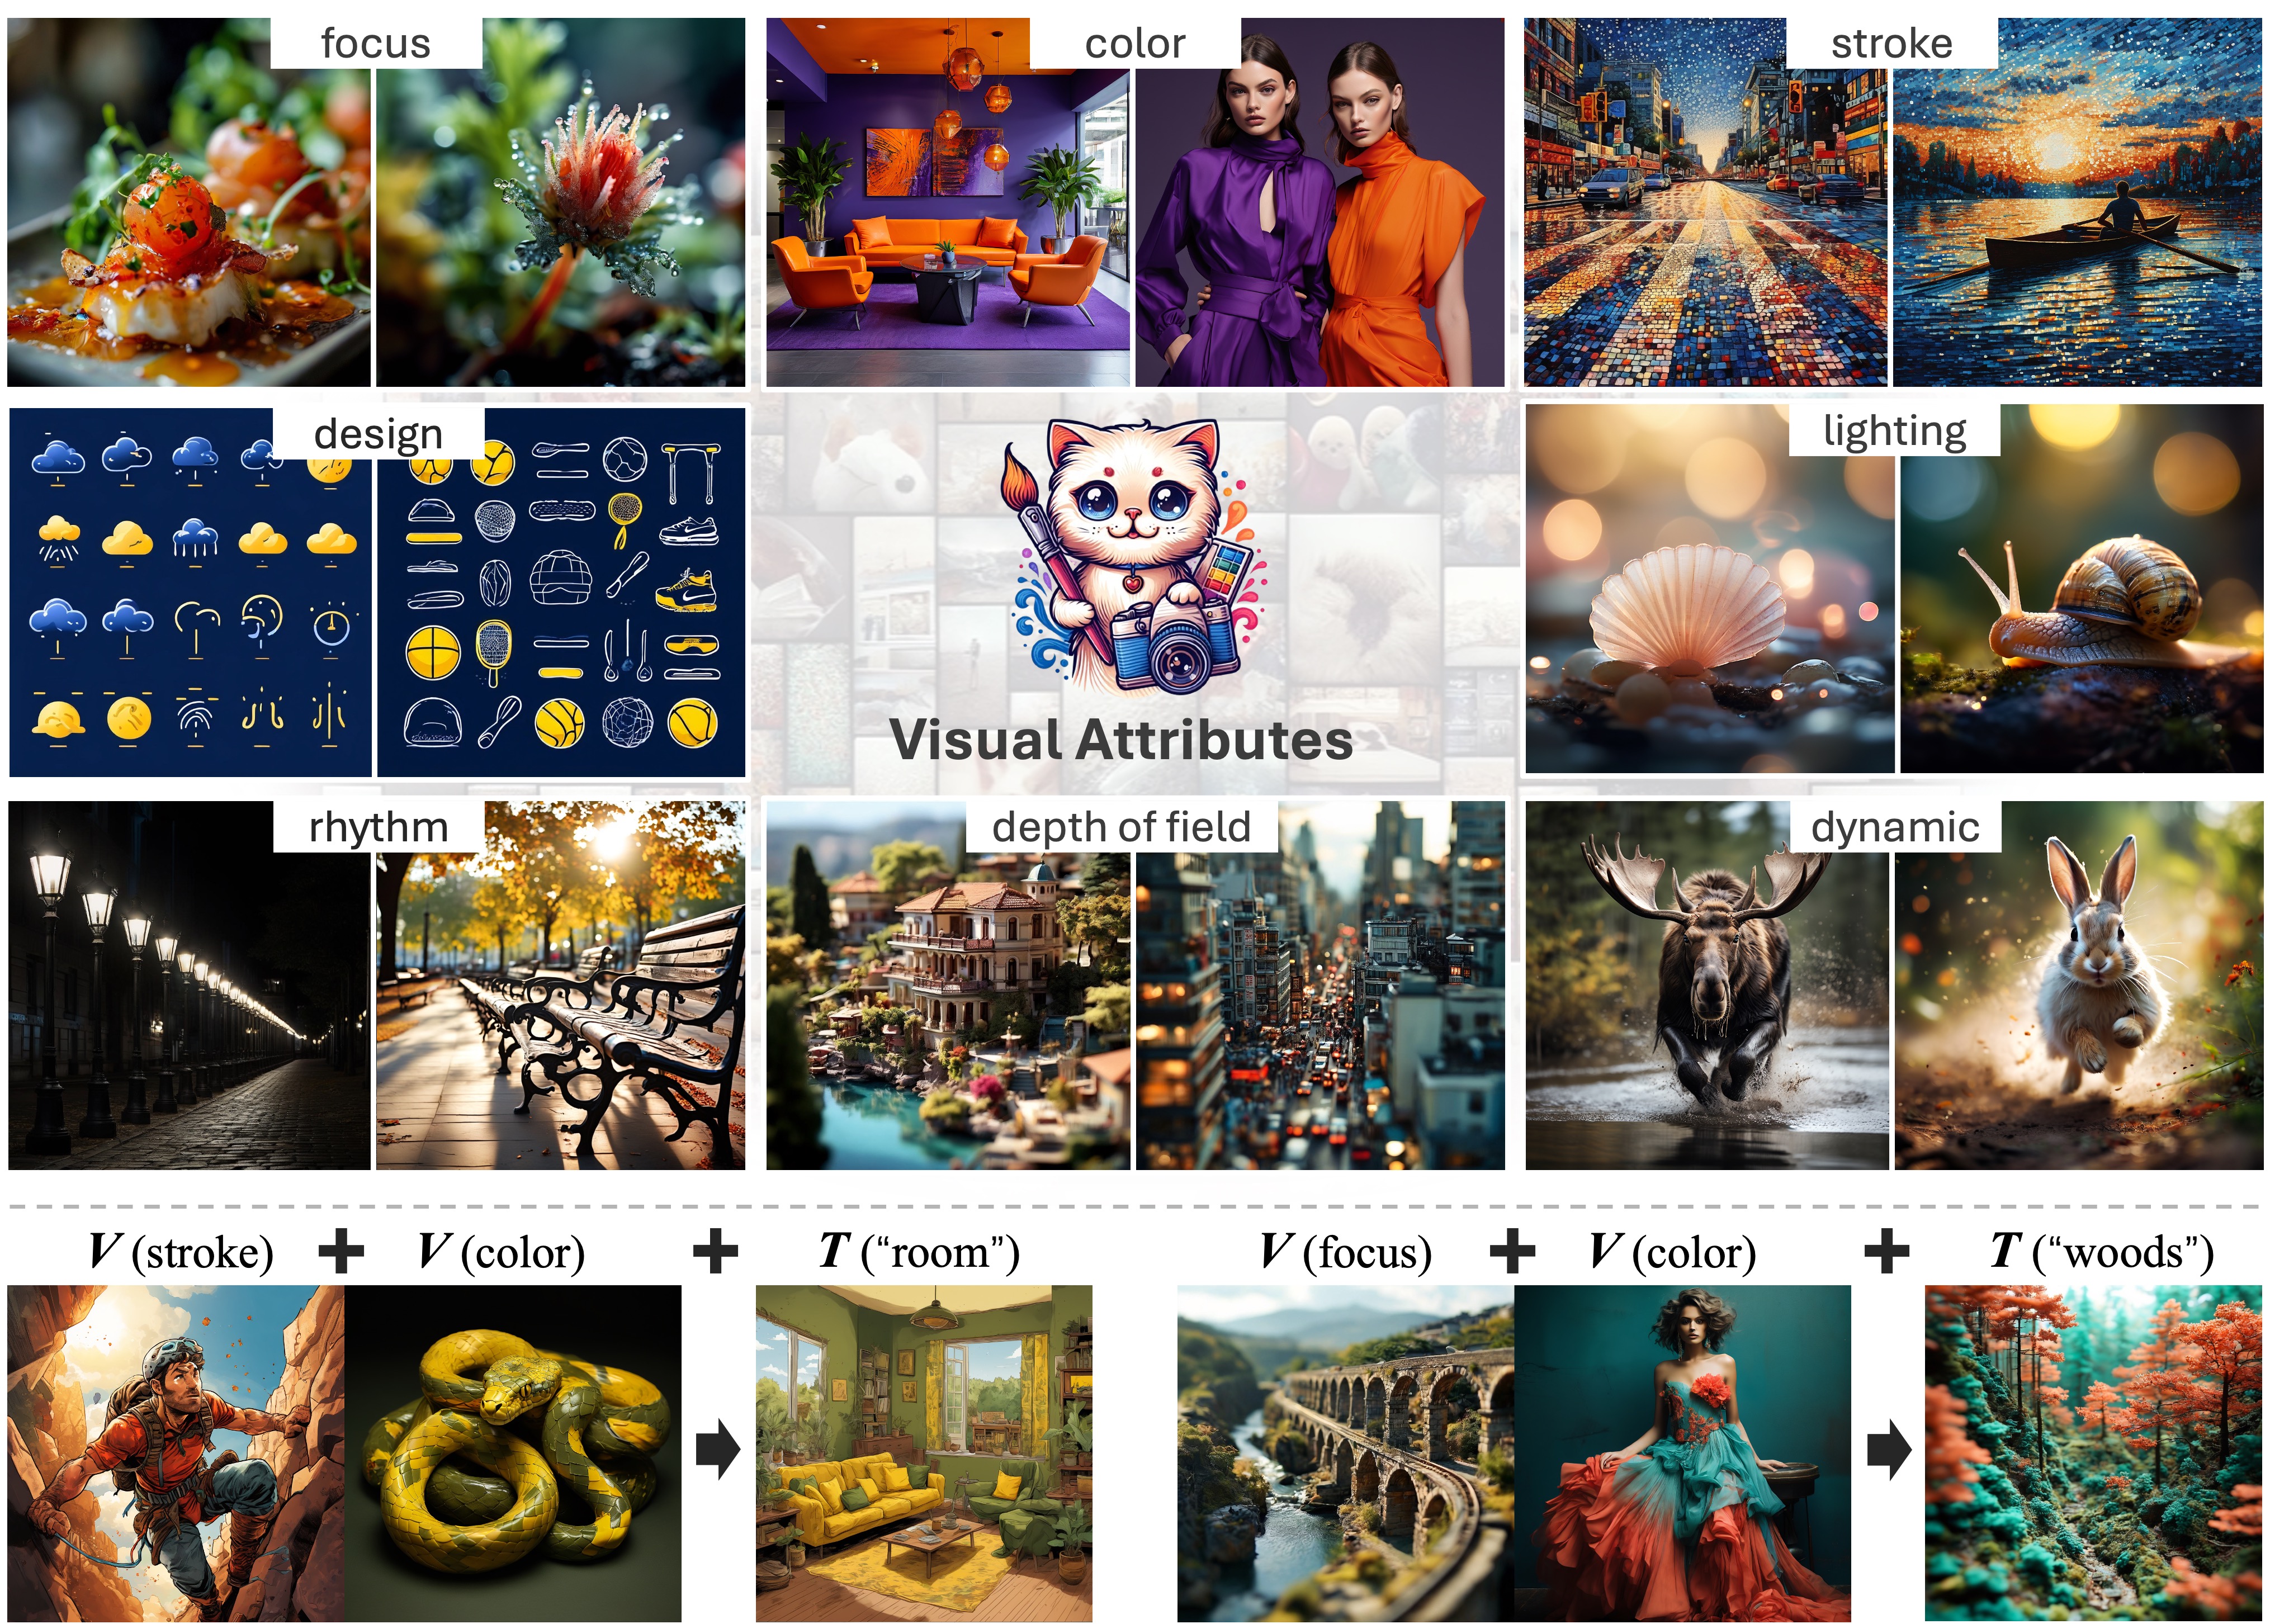 focus
color
stroke
design
lighting
Visual Attributes
rhythm
depth of field
dynamic
V (stroke) + V (color) + T (“room”)
V (focus) + V (color) + T (“woods”)